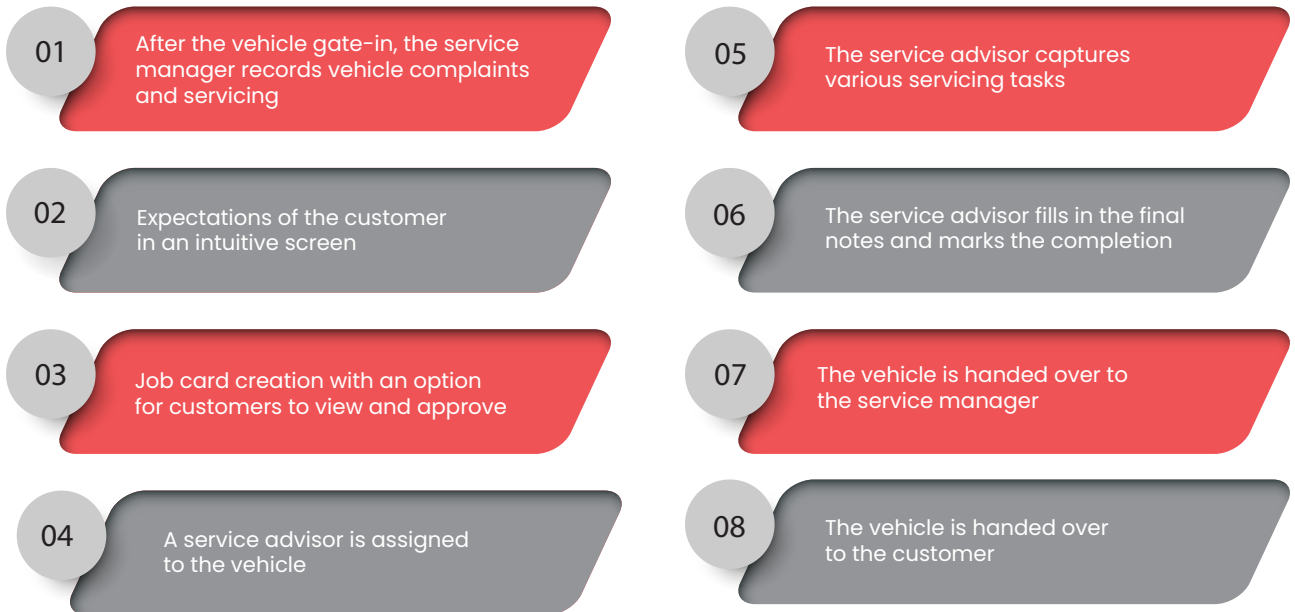 01
After the vehicle gate-in, the service
manager records vehicle complaints
and servicing
02
Expectations of the customer
in an intuitive screen
03
Job card creation with an option
for customers to view and approve
04
A service advisor is assigned
to the vehicle
05
The service advisor captures
various servicing tasks
06
The service advisor fills in the final
notes and marks the completion
07
The vehicle is handed over to
the service manager
08
The vehicle is handed over
to the customer